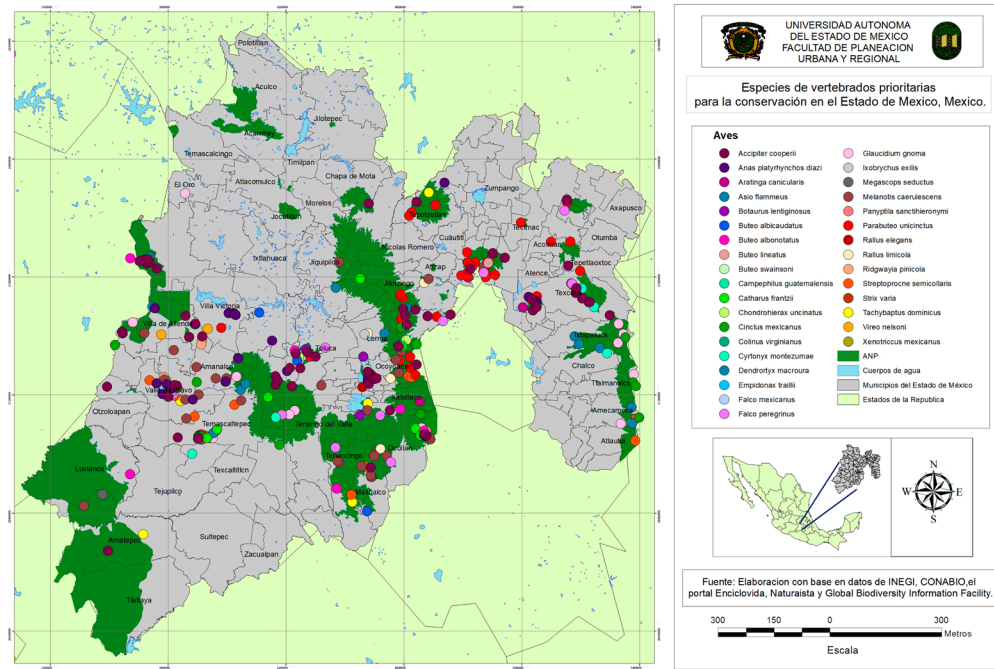 Polotitlan
Aculco
Jilotepec
Acambay
Temascalcingo
Timilpan
Atlacomulco
Chapa de Mota
El Oro
Morelos
Jocotitlan
Zumpango
Tepotzotlan
Axapusco
Tecamac
Cuautitl
Nicolas Romero
Acolman
Otumba
Ixtlahuaca
Jiquipilco
Atizap
Tepetlaoxtoc
Atence
Jilotzongo
Texcoco
Villa Victoria
Villa de Allende
Lerma
Ixtapaluca
Toluca
Amanalco
Ocoyoacac
Chalco
Valle de Bravo
Tlalmanalco
Otzoloapan
Xalatlaco
Amecameca
Temascaltepec
Tenango del Valle
Atlautla
Ocuilan
Tenancingo
Luvianos
Texcaltitlcn
Tejupilco
Malinalco
Sultepec
Amatepec
Zacualpan
Tlatlaya
UNIVERSIDAD AUTONOMA
DEL ESTADO DE MEXICO
FACULTAD DE PLANEACION
URBANA Y REGIONAL
Especies de vertebrados prioritarias
para la conservación en el Estado de Mexico, Mexico.
Aves
Accipiter cooperii
Anas platyrhynchos diazi
Aratinga canicularis
Asio flammeus
Botaurus lentiginosus
Buteo albicaudatus
Buteo albonotatus
Buteo lineatus
Buteo swainsoni
Campephilus guatemalensis
Catharus frantzii
Chondrohierax uncinatus
Cinclus mexicanus
Colinus virginianus
Cyrtonyx montezumae
Dendrortyx macroura
Empidonax traillii
Falco mexicanus
Falco peregrinus
Glaucidium gnoma
Ixobrychus exilis
Megascops seductus
Melanotis caerulescens
Panyptila sanctihieronymi
Parabuteo unicinctus
Rallus elegans
Rallus limicola
Ridgwayia pinicola
Streptoprocne semicollaris
Strix varia
Tachybaptus dominicus
Vireo nelsoni
Xenotriccus mexicanus
ANP
Cuerpos de agua
Municipios del Estado de México
Estados de la Republica
N
W E
S
Fuente: Elaboracion con base en datos de INEGI, CONABIO,el
portal Enciclovida, Naturaista y Global Biodiversity Information Facility.
300 150 0 300
Metros
Escala